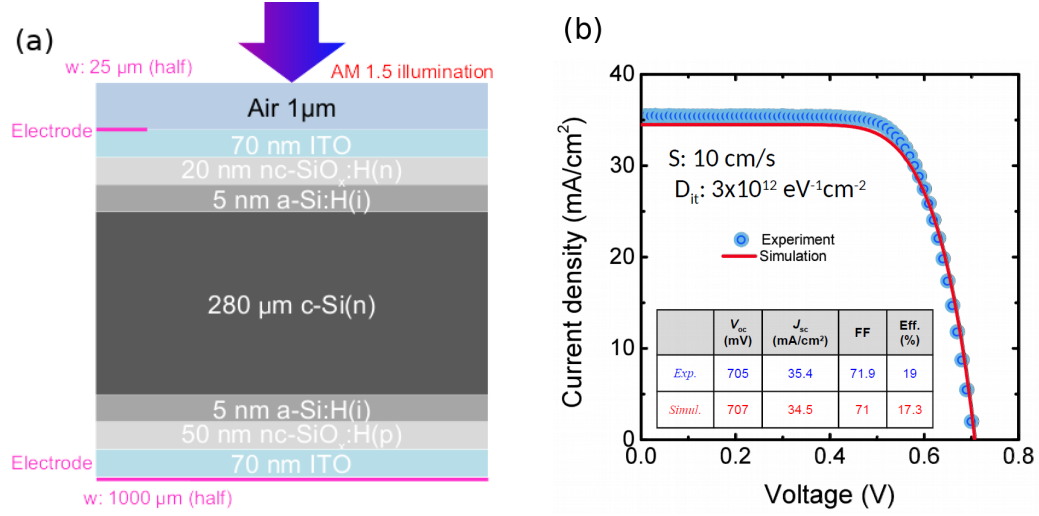 (a)
w: 25 µm (half)
AM 1.5 illumination
Air 1µm
Electrode
70 nm ITO
20 nm nc-SiOₓ:H(n)
5 nm a-Si:H(i)
280 µm c-Si(n)
5 nm a-Si:H(i)
50 nm nc-SiOₓ:H(p)
Electrode
70 nm ITO
w: 1000 µm (half)
(b)
Current density (mA/cm²)
40
30
20
10
0
S: 10 cm/s
Dᵢₜ: 3x10¹² eV⁻¹cm⁻²
Experiment
Simulation
Voc (mV) Jsc (mA/cm²) FF Eff. (%)
Exp. 705 35.4 71.9 19
Simul. 707 34.5 71 17.3
0.0 0.2 0.4 0.6 0.8
Voltage (V)